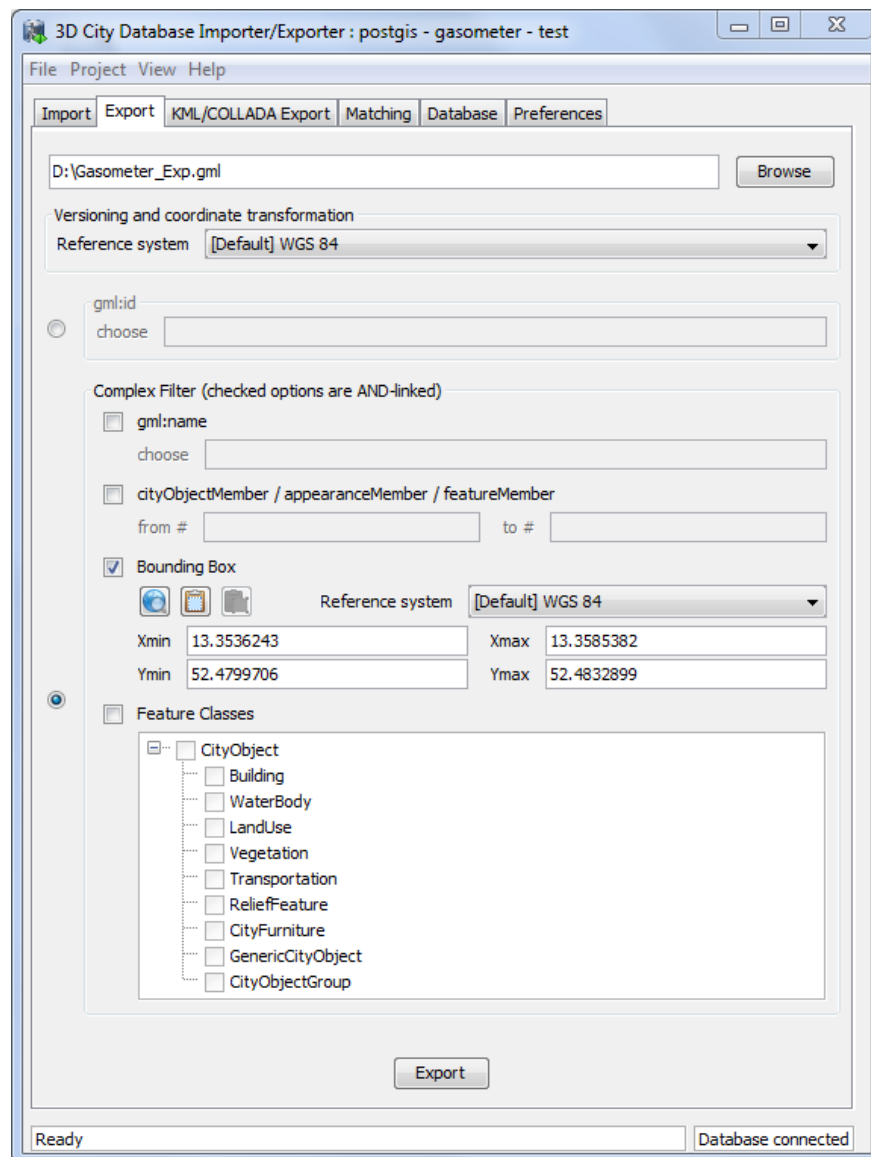 3D City Database Importer/Exporter : postgis - gasometer - test
File Project View Help
Import Export KML/COLLADA Export Matching Database Preferences
D:\Gasometer_Exp.gml Browse
Versioning and coordinate transformation
Reference system [Default] WGS 84
gml:id
choose
Complex Filter (checked options are AND-linked)
gml:name
choose
cityObjectMember / appearanceMember / featureMember
from # to #
Bounding Box
Reference system [Default] WGS 84
Xmin 13.3536243 Xmax 13.3585382
Ymin 52.4799706 Ymax 52.4832899
Feature Classes
CityObject
Building
WaterBody
LandUse
Vegetation
Transportation
ReliefFeature
CityFurniture
GenericCityObject
CityObjectGroup
Export
Ready Database connected